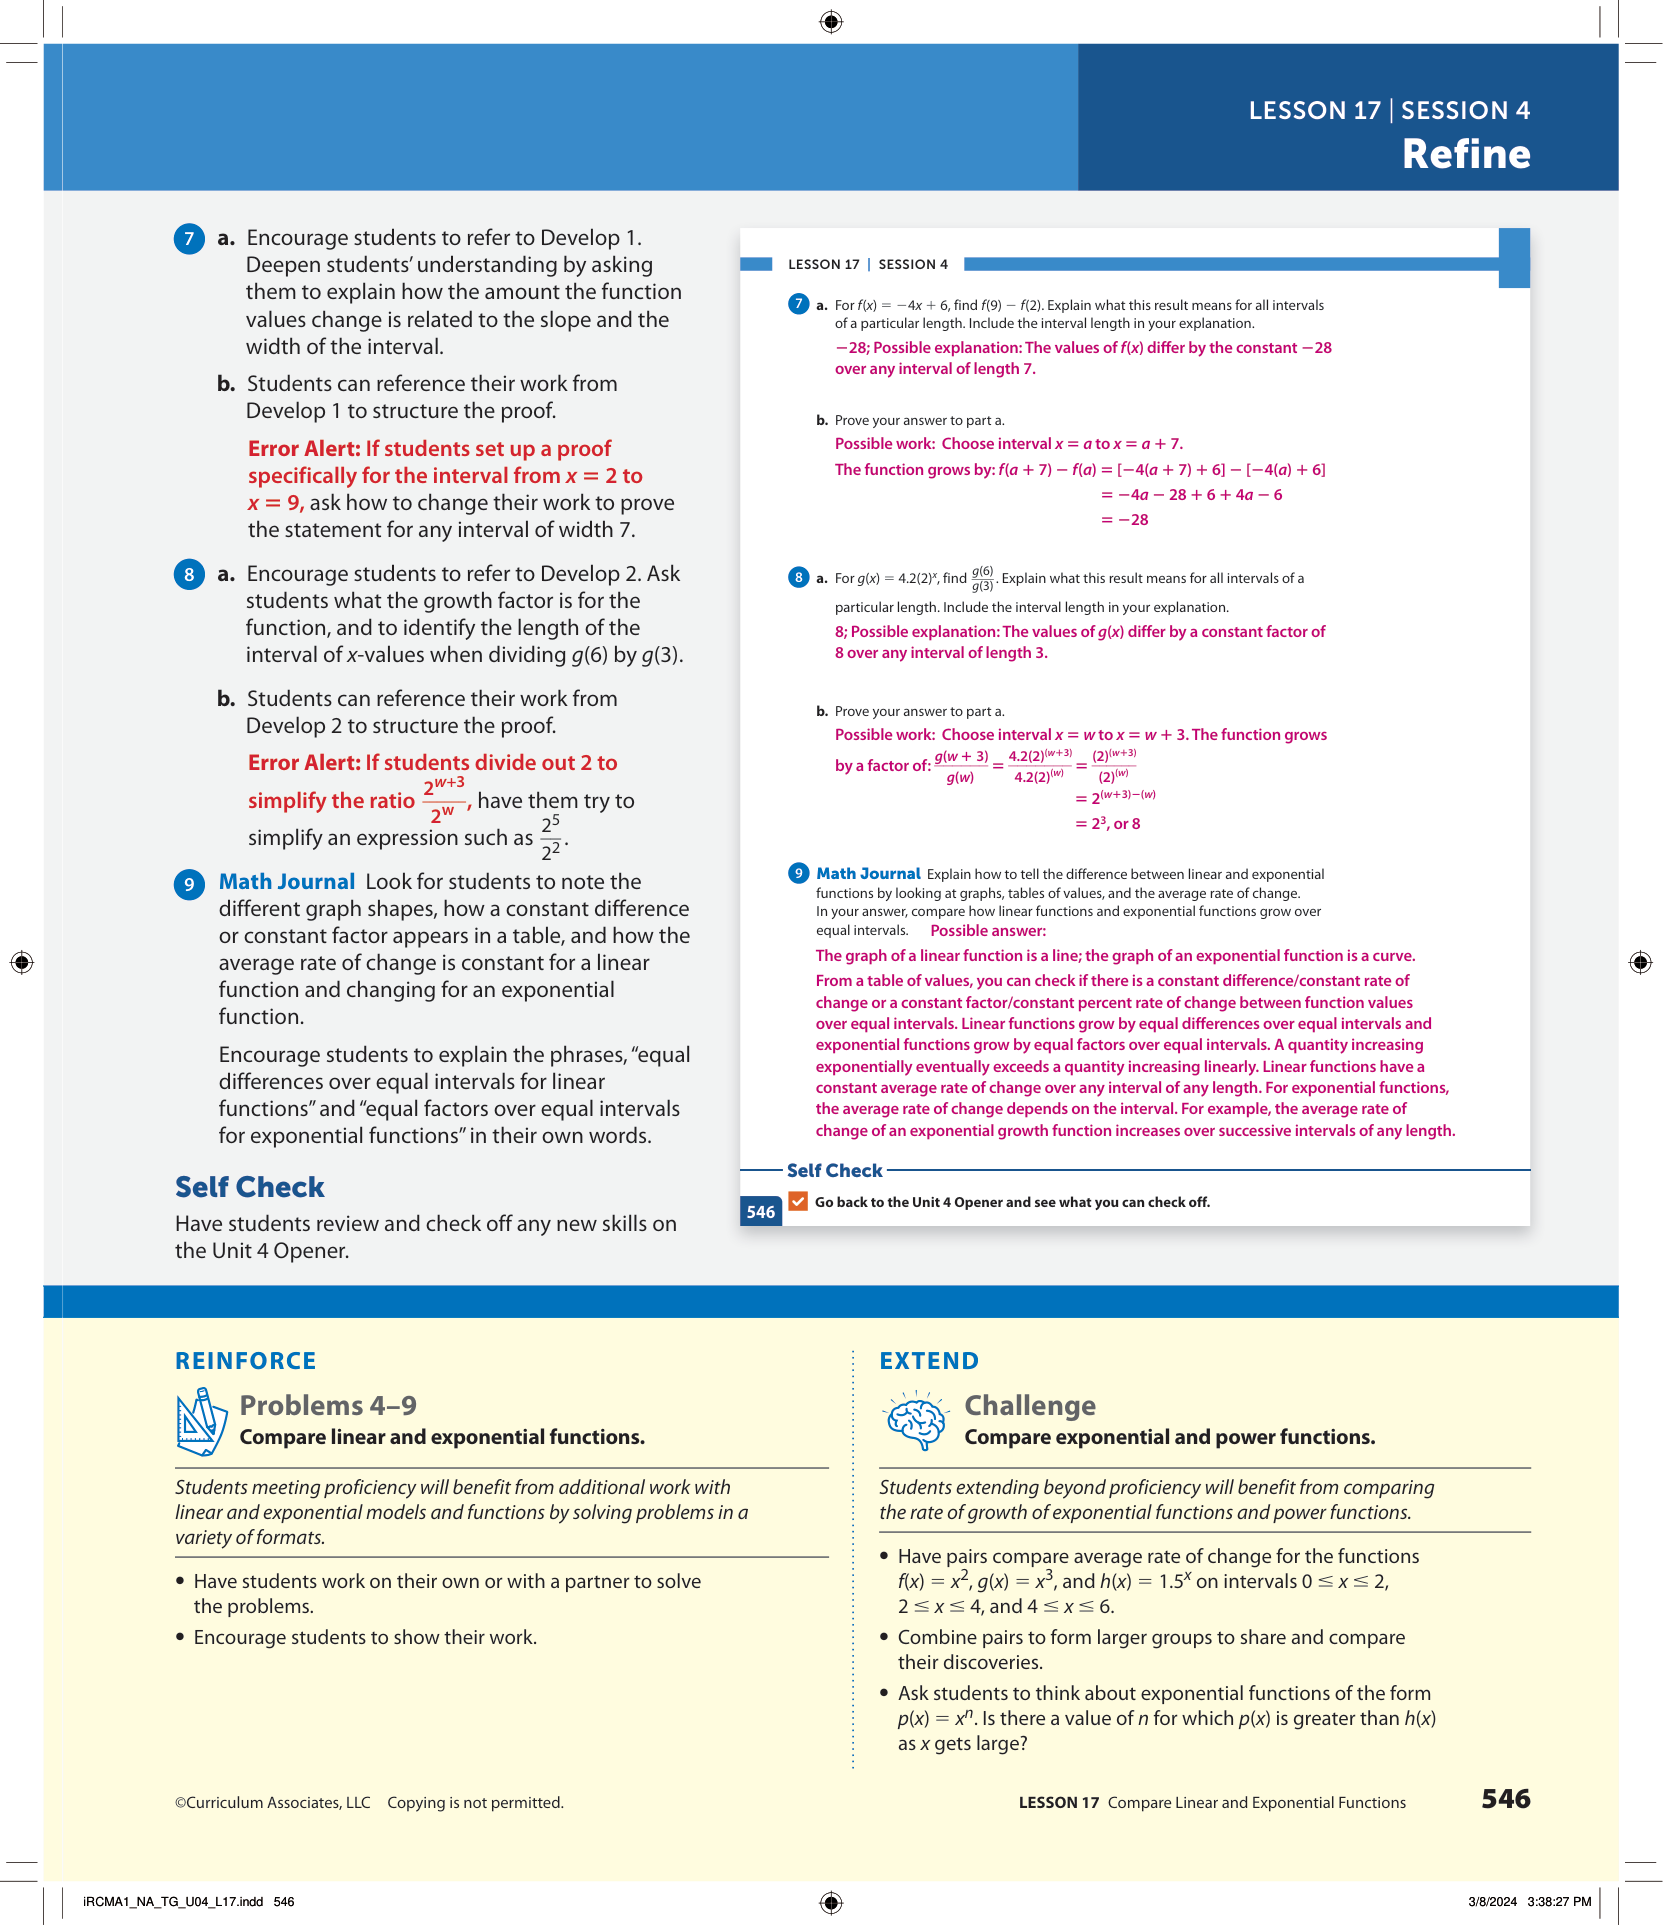 LESSON 17 | SESSION 4
Refine
7 a. Encourage students to refer to Develop 1.
Deepen students’ understanding by asking
them to explain how the amount the function
values change is related to the slope and the
width of the interval.
b. Students can reference their work from
Develop 1 to structure the proof.
Error Alert: If students set up a proof
specifically for the interval from x = 2 to
x = 9, ask how to change their work to prove
the statement for any interval of width 7.
8 a. Encourage students to refer to Develop 2. Ask
students what the growth factor is for the
function, and to identify the length of the
interval of x-values when dividing g(6) by g(3).
b. Students can reference their work from
Develop 2 to structure the proof.
Error Alert: If students divide out 2 to
simplify the ratio 2^(w+3)/2^w, have them try to
simplify an expression such as 2^5/2^2.
9 Math Journal Look for students to note the
different graph shapes, how a constant difference
or constant factor appears in a table, and how the
average rate of change is constant for a linear
function and changing for an exponential
function.
Encourage students to explain the phrases, “equal
differences over equal intervals for linear
functions” and “equal factors over equal intervals
for exponential functions” in their own words.
Self Check
Have students review and check off any new skills on
the Unit 4 Opener.
LESSON 17 | SESSION 4
7 a. For f(x) = −4x + 6, find f(9) − f(2). Explain what this result means for all intervals
of a particular length. Include the interval length in your explanation.
−28; Possible explanation: The values of f(x) differ by the constant −28
over any interval of length 7.
b. Prove your answer to part a.
Possible work: Choose interval x = a to x = a + 7.
The function grows by: f(a + 7) − f(a) = [−4(a + 7) + 6] − [−4(a) + 6]
= −4a − 28 + 6 + 4a − 6
= −28
8 a. For g(x) = 4.2(2)^x, find g(6)/g(3). Explain what this result means for all intervals of a
particular length. Include the interval length in your explanation.
8; Possible explanation: The values of g(x) differ by a constant factor of
8 over any interval of length 3.
b. Prove your answer to part a.
Possible work: Choose interval x = w to x = w + 3. The function grows
by a factor of: g(w + 3)/g(w) = 4.2(2)^(w+3)/4.2(2)^(w) = (2)^(w+3)/(2)^(w)
= 2^((w+3)−(w))
= 2^3, or 8
9 Math Journal Explain how to tell the difference between linear and exponential
functions by looking at graphs, tables of values, and the average rate of change.
In your answer, compare how linear functions and exponential functions grow over
equal intervals. Possible answer:
The graph of a linear function is a line; the graph of an exponential function is a curve.
From a table of values, you can check if there is a constant difference/constant rate of
change or a constant factor/constant percent rate of change between function values
over equal intervals. Linear functions grow by equal differences over equal intervals and
exponential functions grow by equal factors over equal intervals. A quantity increasing
exponentially eventually exceeds a quantity increasing linearly. Linear functions have a
constant average rate of change over any interval of any length. For exponential functions,
the average rate of change depends on the interval. For example, the average rate of
change of an exponential growth function increases over successive intervals of any length.
Self Check
Go back to the Unit 4 Opener and see what you can check off.
546
REINFORCE
Problems 4–9
Compare linear and exponential functions.
Students meeting proficiency will benefit from additional work with
linear and exponential models and functions by solving problems in a
variety of formats.
• Have students work on their own or with a partner to solve
the problems.
• Encourage students to show their work.
EXTEND
Challenge
Compare exponential and power functions.
Students extending beyond proficiency will benefit from comparing
the rate of growth of exponential functions and power functions.
• Have pairs compare average rate of change for the functions
f(x) = x^2, g(x) = x^3, and h(x) = 1.5^x on intervals 0 ≤ x ≤ 2,
2 ≤ x ≤ 4, and 4 ≤ x ≤ 6.
• Combine pairs to form larger groups to share and compare
their discoveries.
• Ask students to think about exponential functions of the form
p(x) = x^n. Is there a value of n for which p(x) is greater than h(x)
as x gets large?
©Curriculum Associates, LLC Copying is not permitted.
LESSON 17 Compare Linear and Exponential Functions 546
iRCMA1_NA_TG_U04_L17.indd 546
3/8/2024 3:38:27 PM